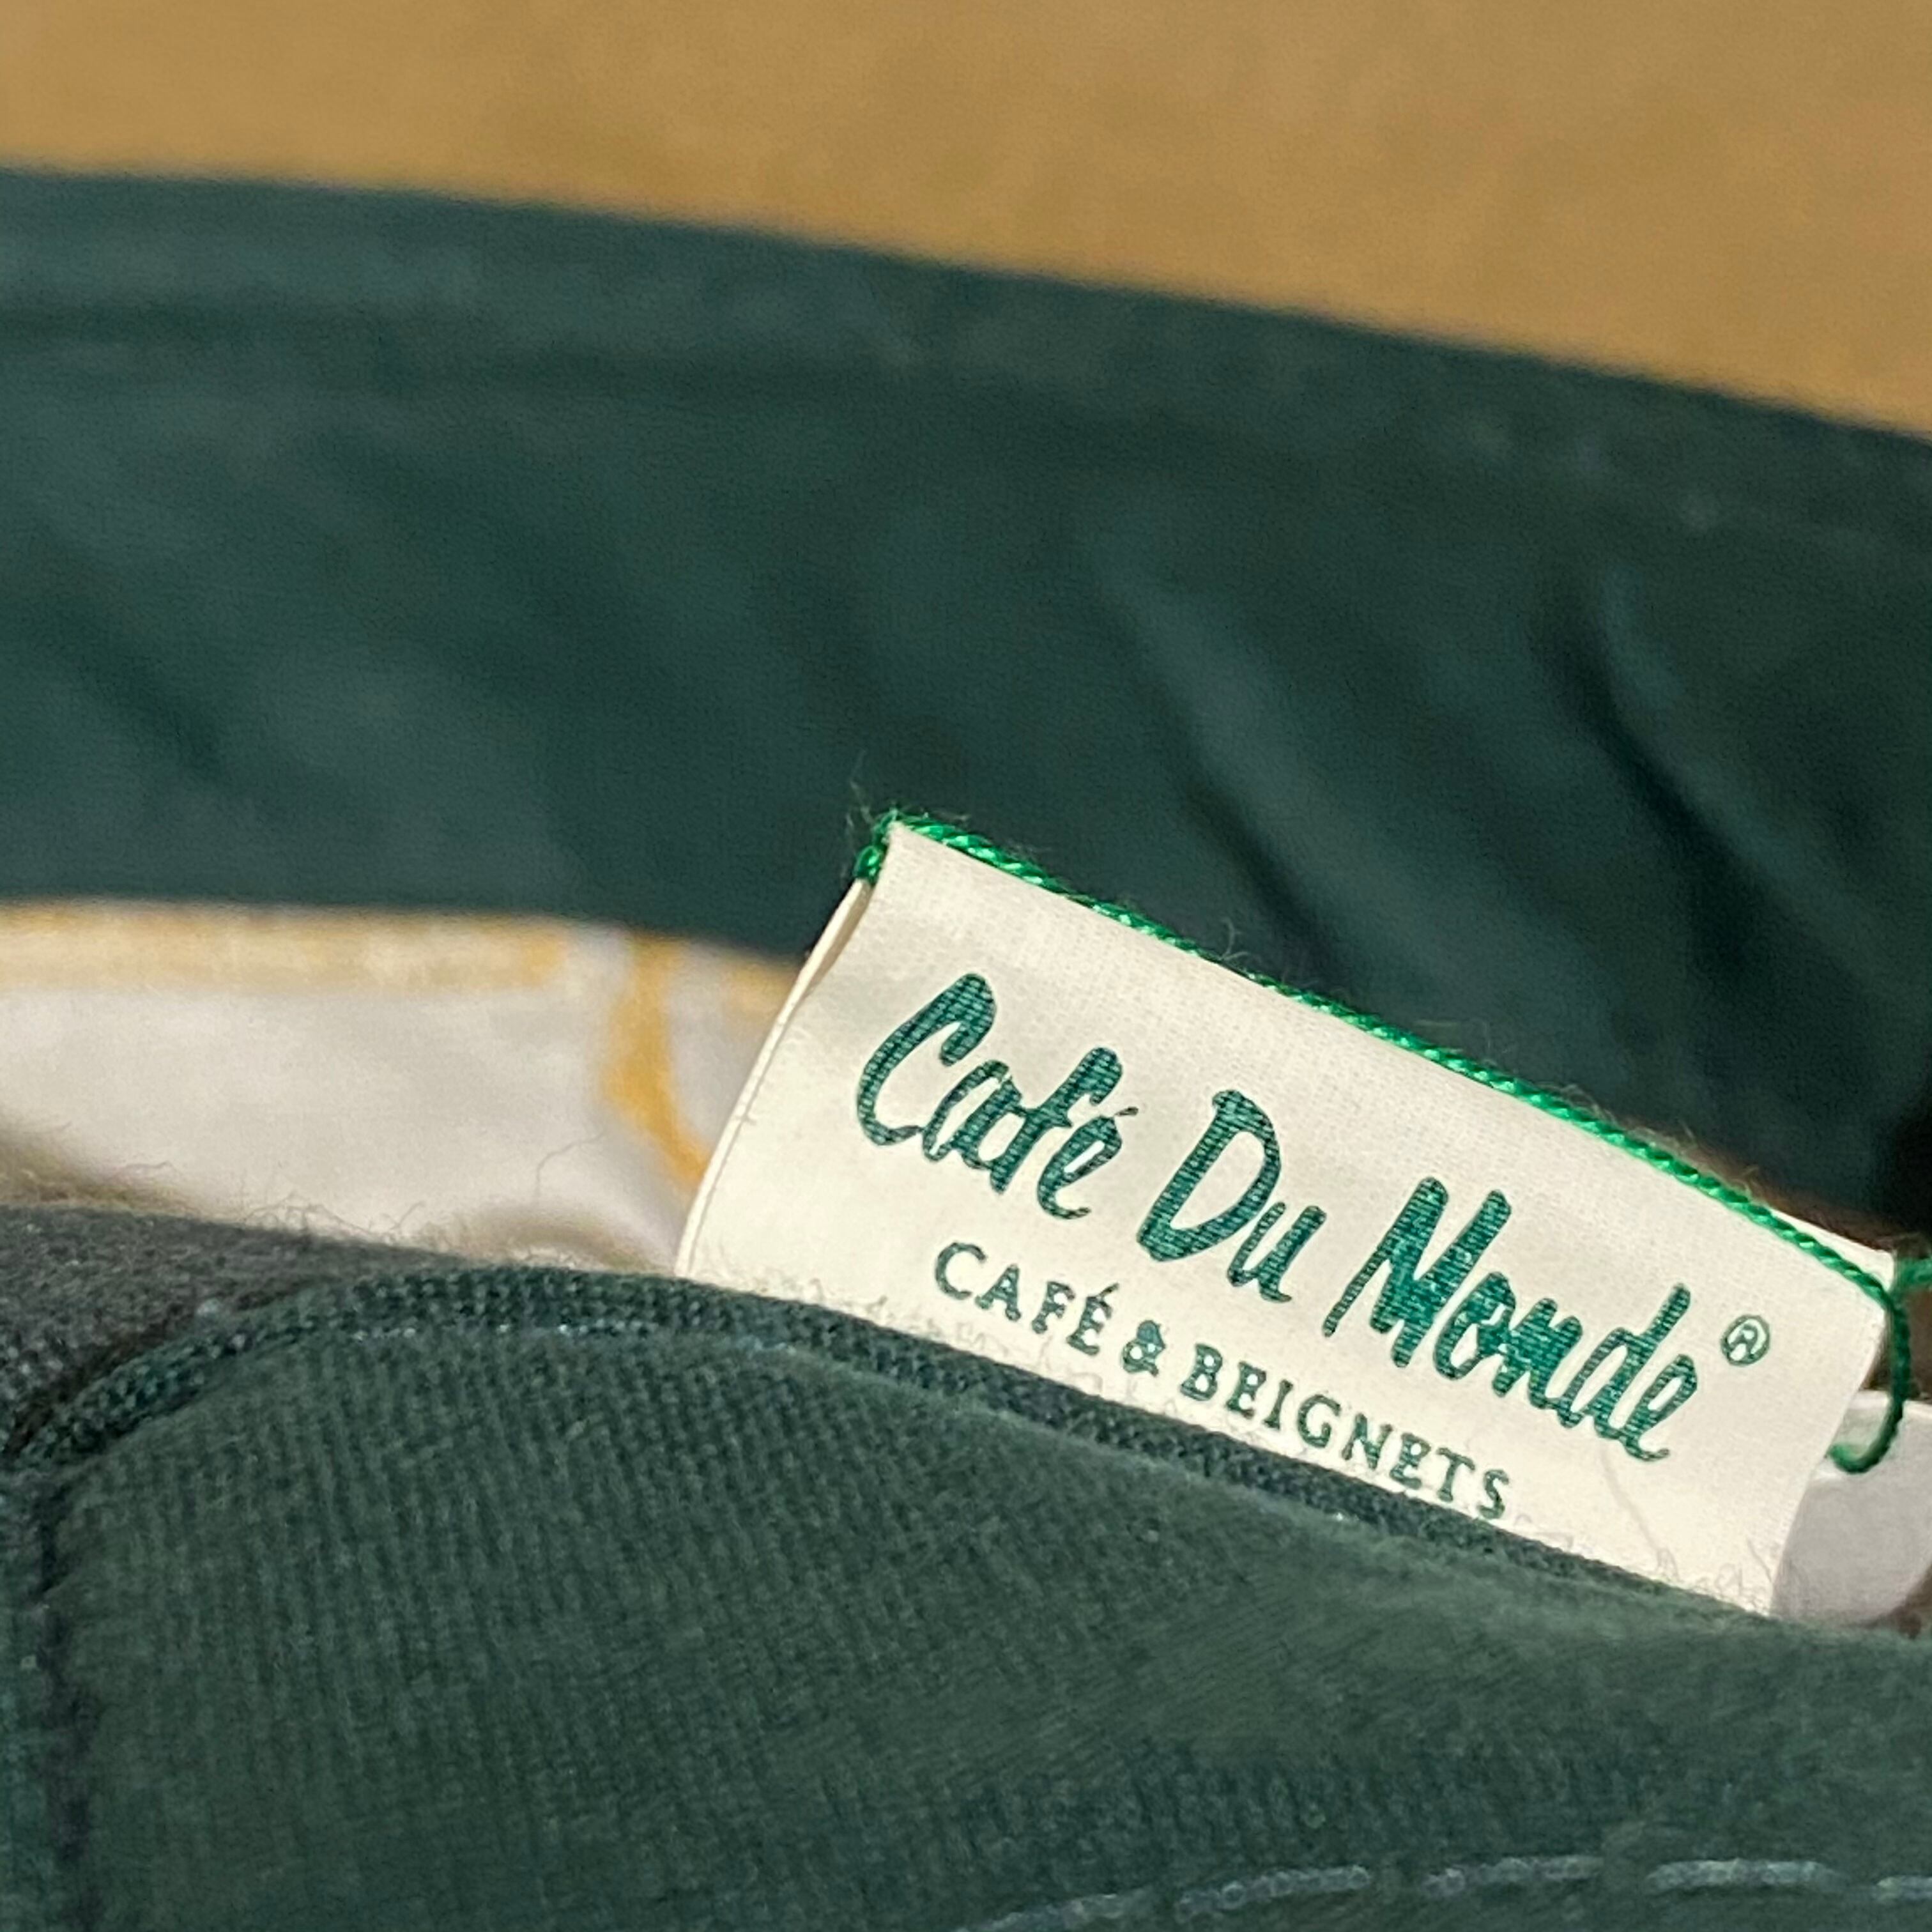 Café Du Monde®
CAFÉ & BEIGNETS